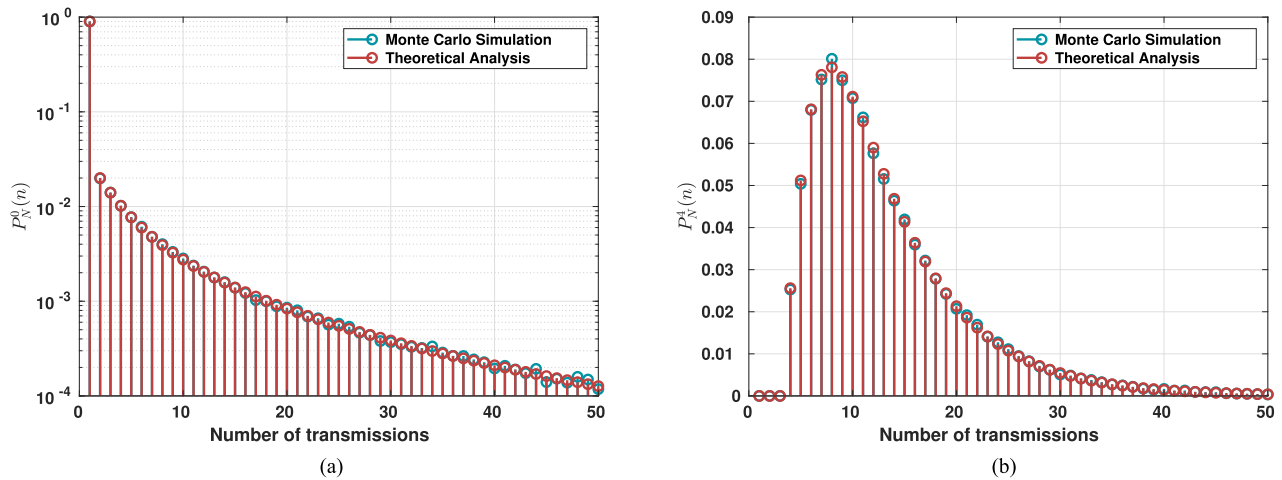 10^0
10^-1
10^-2
10^-3
10^-4
P_N^0(n)
0 10 20 30 40 50
Number of transmissions
Monte Carlo Simulation
Theoretical Analysis
(a)
0.09
0.08
0.07
0.06
0.05
0.04
0.03
0.02
0.01
0
P_N^4(n)
0 10 20 30 40 50
Number of transmissions
Monte Carlo Simulation
Theoretical Analysis
(b)